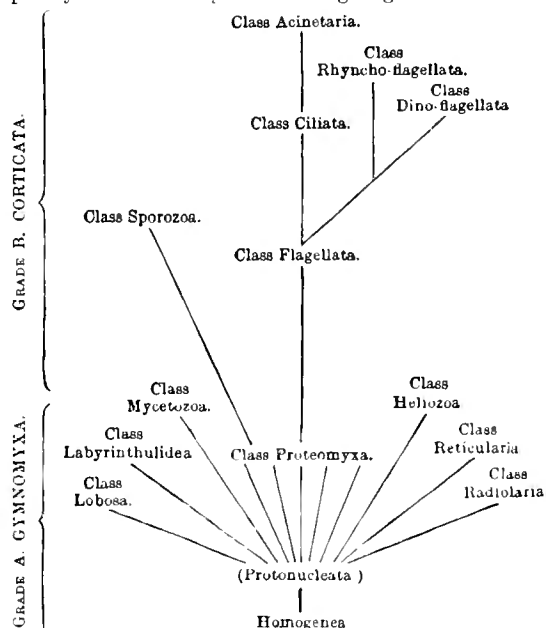 Class Acinetaria.
Class
Rhyncho-flagellata.
Class
Dino-flagellata
Class Ciliata.
GRADE B. CORTICATA.
Class Sporozoa.
Class Flagellata.
Class
Mycetozoa.
Class
Heliozoa
Class
Labyrinthulidea
Class Proteomyxa.
Class
Reticularia
Class
Lobosa.
Class
Radiolaria
GRADE A. GYMNOMYXA.
(Protonucleata)
Homogenea